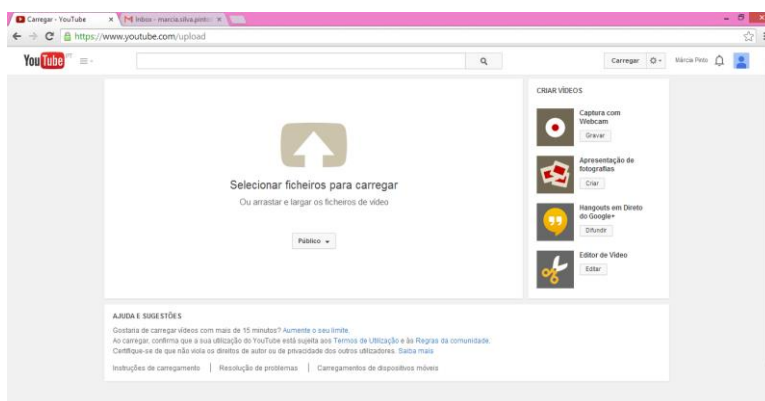 Carregar - YouTube
Inbox - marcia.silva.pinto
https://www.youtube.com/upload
YouTube PT
Carregar
Márcia Pinto
Selecionar ficheiros para carregar
Ou arrastar e largar os ficheiros de vídeo
Público
CRIAR VÍDEOS
Captura com
Webcam
Gravar
Apresentação de
fotografias
Criar
Hangouts em Direto
do Google+
Difundir
Editor de Vídeo
Editar
AJUDA E SUGESTÕES
Gostaria de carregar vídeos com mais de 15 minutos? Aumente o seu limite.
Ao carregar, confirma que a sua utilização do YouTube está sujeita aos Termos de Utilização e às Regras da comunidade.
Certifique-se de que não viola os direitos de autor ou de privacidade dos outros utilizadores. Saiba mais
Instruções de carregamento | Resolução de problemas | Carregamentos de dispositivos móveis